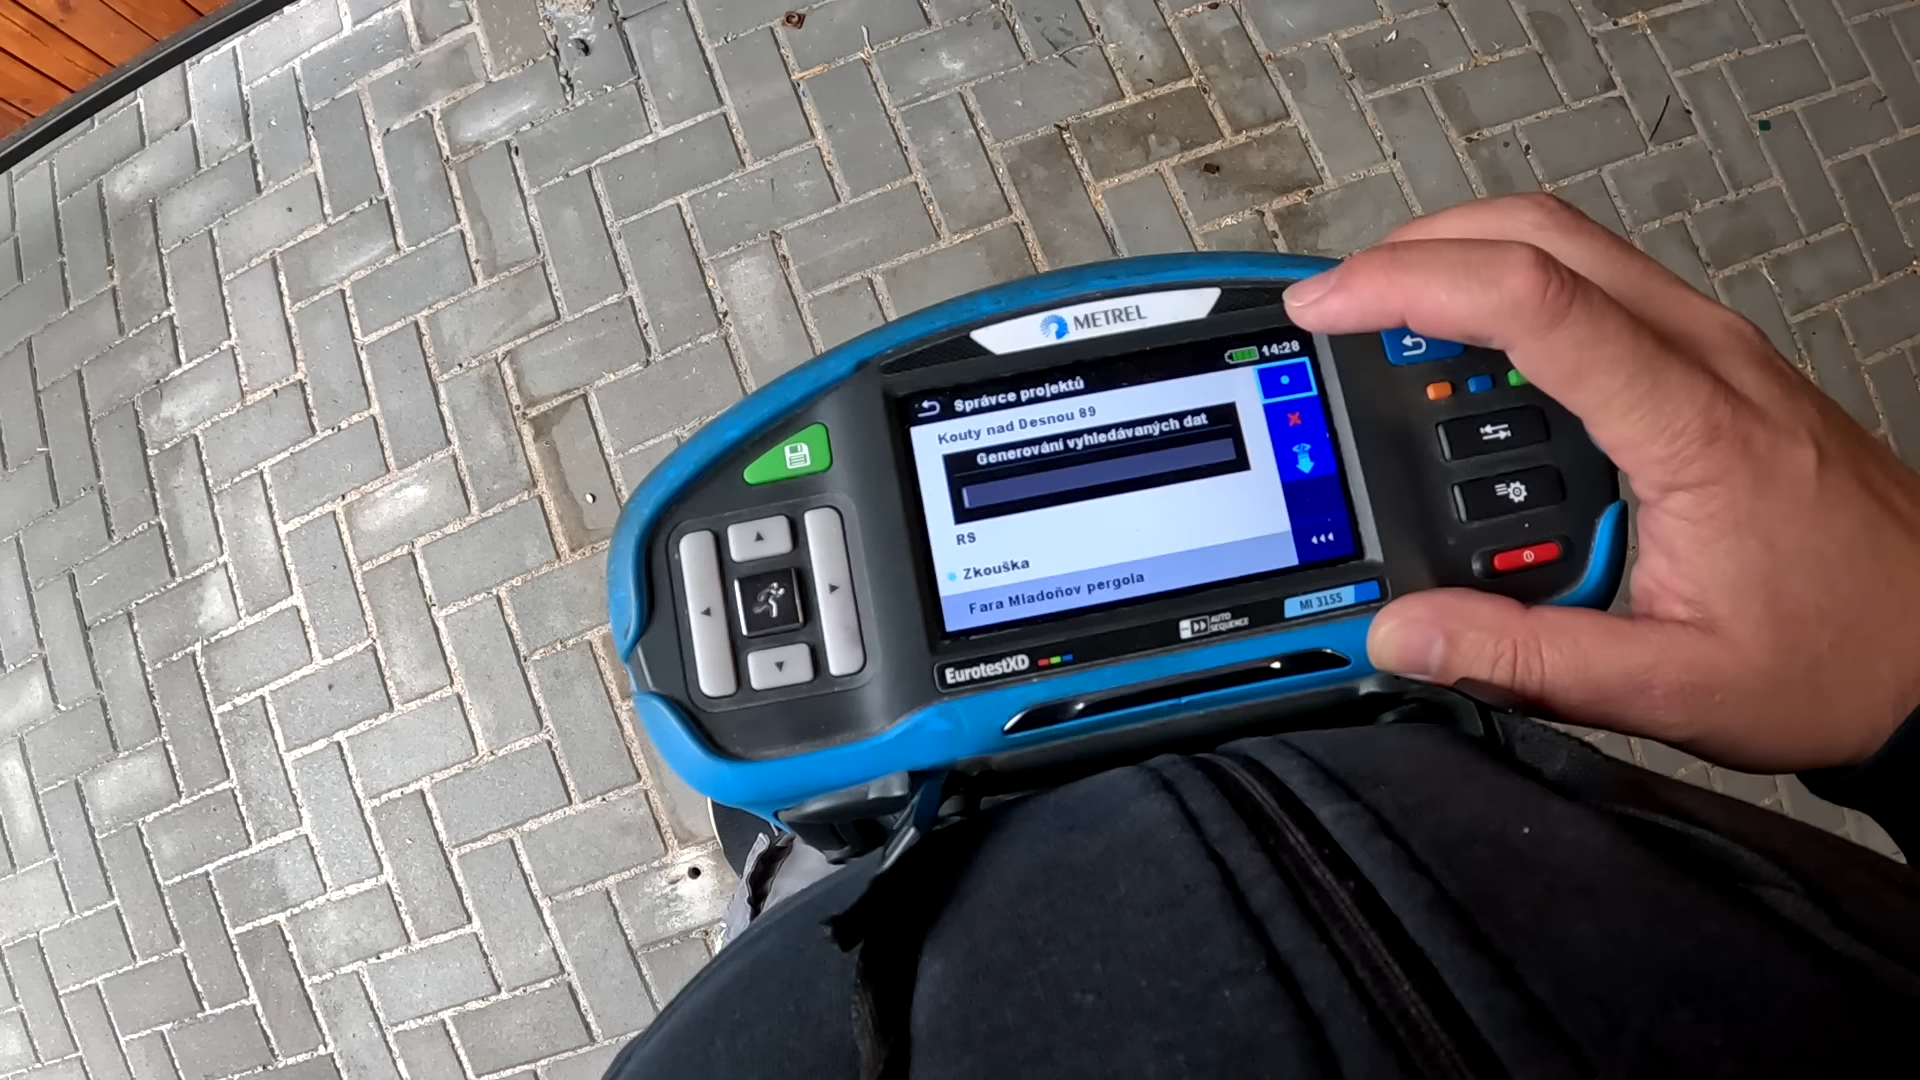 METREL
14:28
Správce projektů
Kouty nad Desnou 89
Generování vyhledávaných dat
RS
Zkouška
Fara Mladoňov pergola
AUTO SEQUENCE
MI 3155
EurotestXD